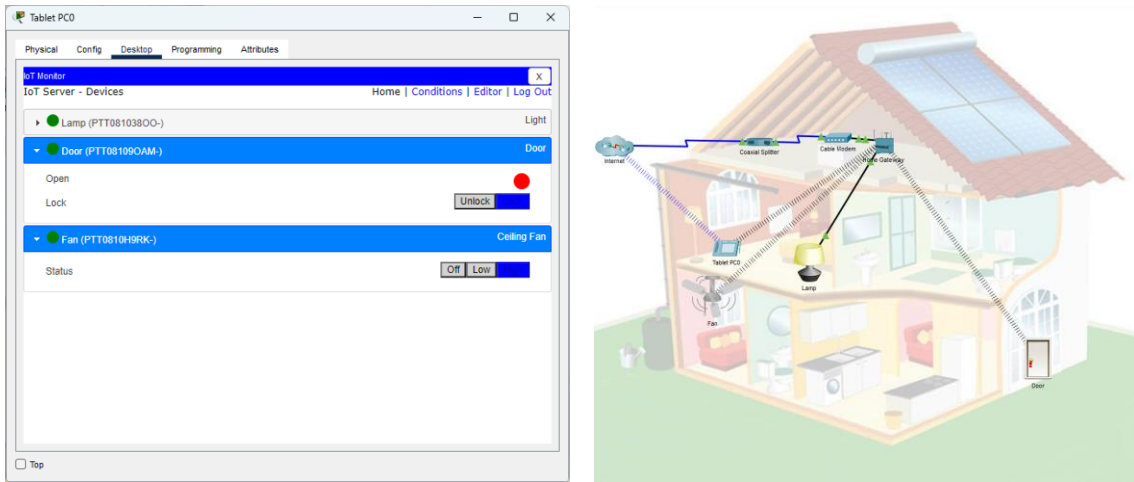 Tablet PC0
Physical Config Desktop Programming Attributes
IoT Monitor X
IoT Server - Devices Home | Conditions | Editor | Log Out
Lamp (PTT081038OO-) Light
Door (PTT08109OAM-) Door
Open
Lock Unlock
Fan (PTT0810H9RK-) Ceiling Fan
Status Off Low
Top
Internet
Coaxial Splitter
Cable Modem
Home Gateway
Tablet PC0
Lamp
Fan
Door